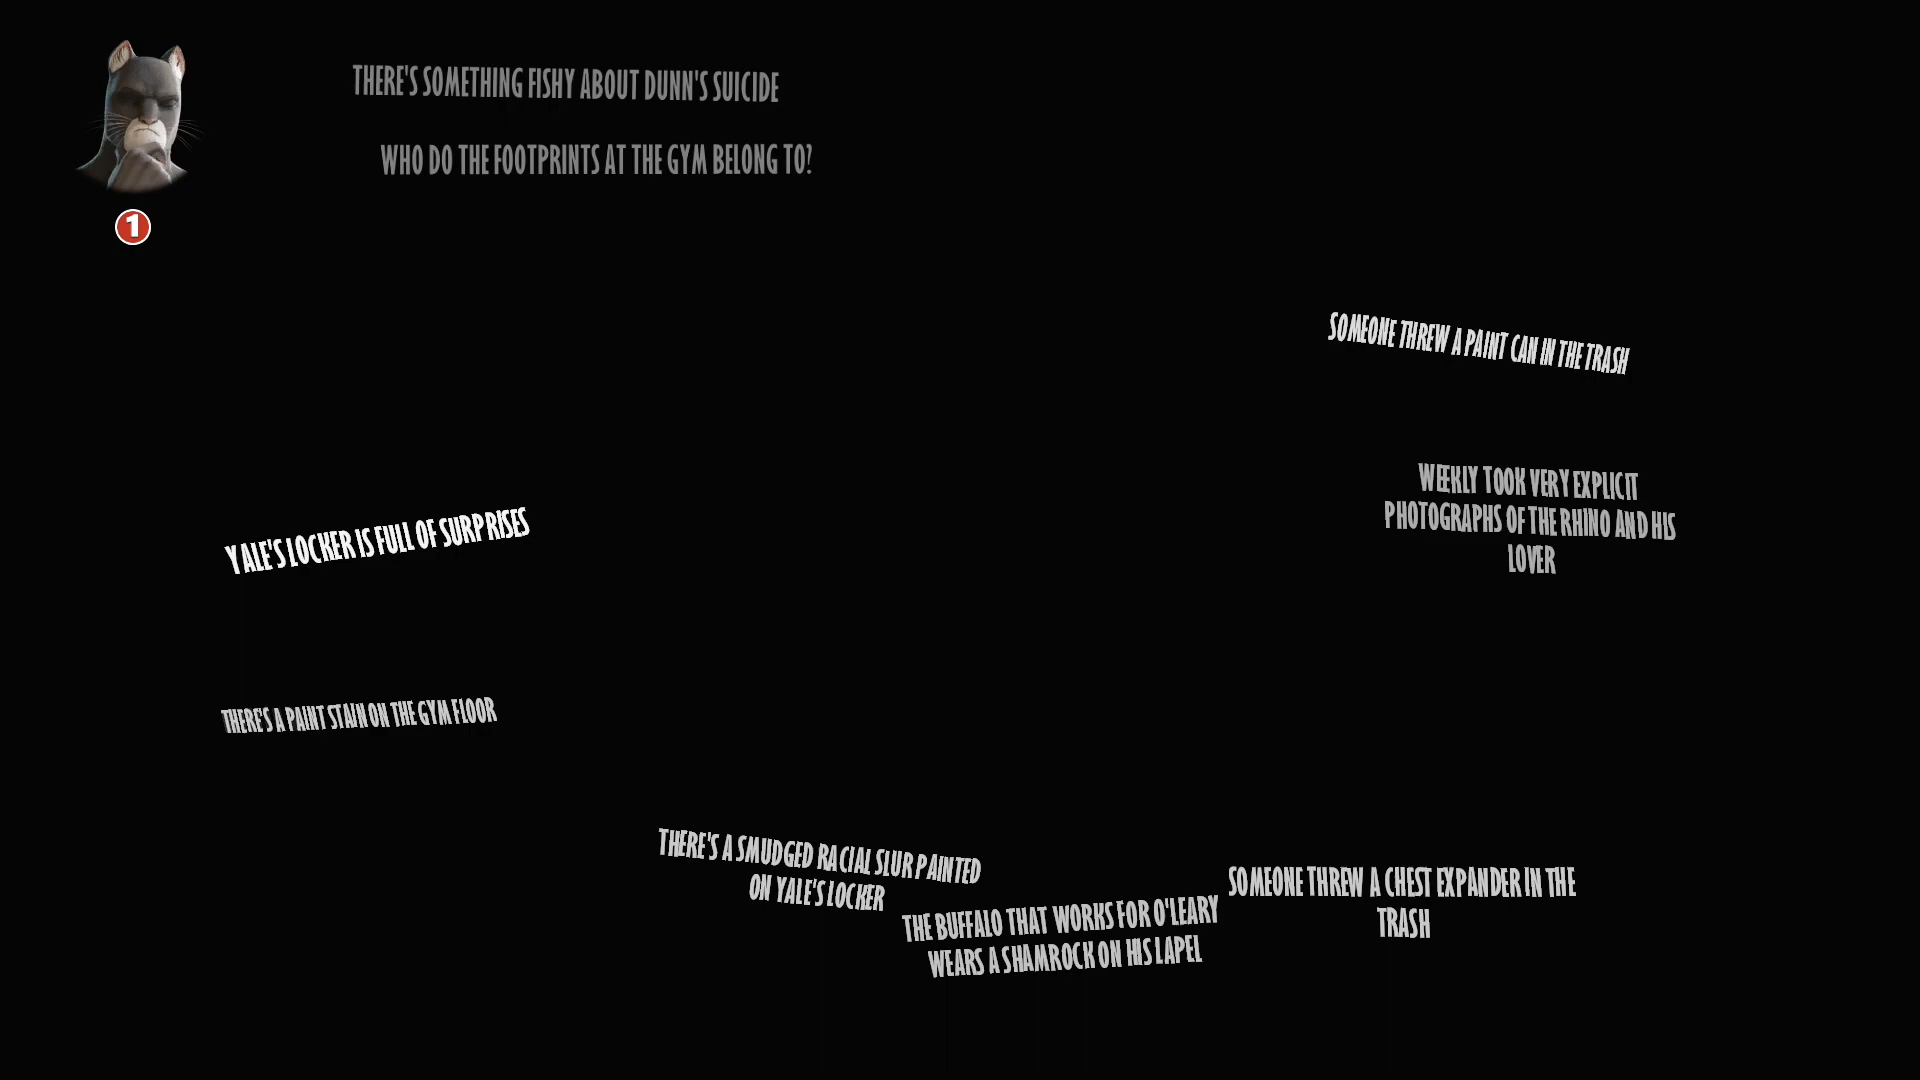 THERE'S SOMETHING FISHY ABOUT DUNN'S SUICIDE
WHO DO THE FOOTPRINTS AT THE GYM BELONG TO?
1
SOMEONE THREW A PAINT CAN IN THE TRASH
WEEKLY TOOK VERY EXPLICIT
PHOTOGRAPHS OF THE RHINO AND HIS
LOVER
YALE'S LOCKER IS FULL OF SURPRISES
THERE'S A PAINT STAIN ON THE GYM FLOOR
THERE'S A SMUDGED RACIAL SLUR PAINTED
ON YALE'S LOCKER
THE BUFFALO THAT WORKS FOR O'LEARY
WEARS A SHAMROCK ON HIS LAPEL
SOMEONE THREW A CHEST EXPANDER IN THE
TRASH